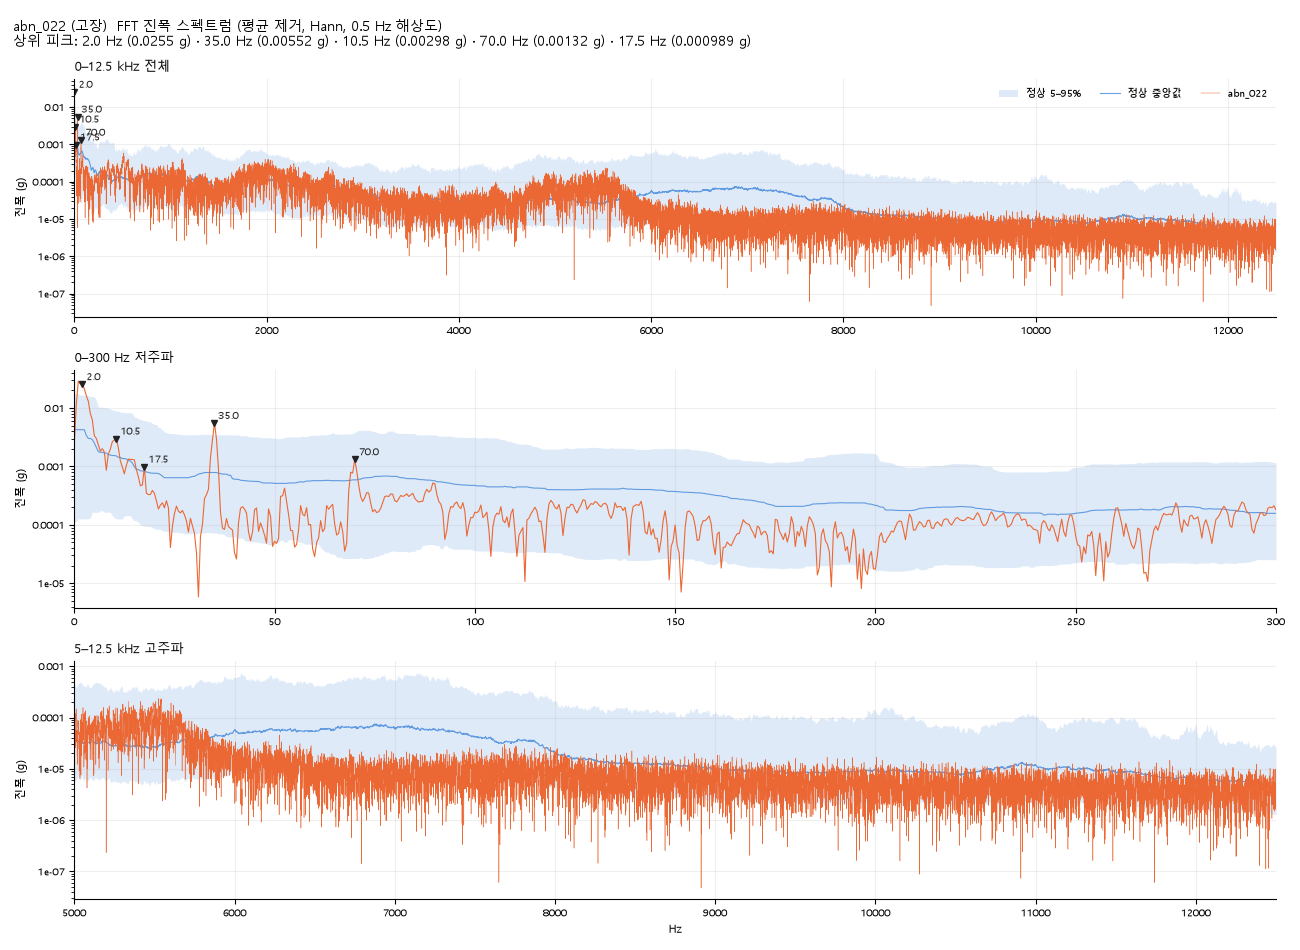 abn_022 (고장)  FFT 진폭 스펙트럼 (평균 제거, Hann, 0.5 Hz 해상도)
상위 피크: 2.0 Hz (0.0255 g) · 35.0 Hz (0.00552 g) · 10.5 Hz (0.00298 g) · 70.0 Hz (0.00132 g) · 17.5 Hz (0.000989 g)
0–12.5 kHz 전체
정상 5–95%
정상 중앙값
abn_022
2.0
35.0
10.5
70.0
17.5
0.01
0.001
0.0001
1e-05
1e-06
1e-07
진폭 (g)
0 2000 4000 6000 8000 10000 12000
0–300 Hz 저주파
2.0
10.5
17.5
35.0
70.0
0.01
0.001
0.0001
1e-05
진폭 (g)
0 50 100 150 200 250 300
5–12.5 kHz 고주파
0.001
0.0001
1e-05
1e-06
1e-07
진폭 (g)
5000 6000 7000 8000 9000 10000 11000 12000
Hz